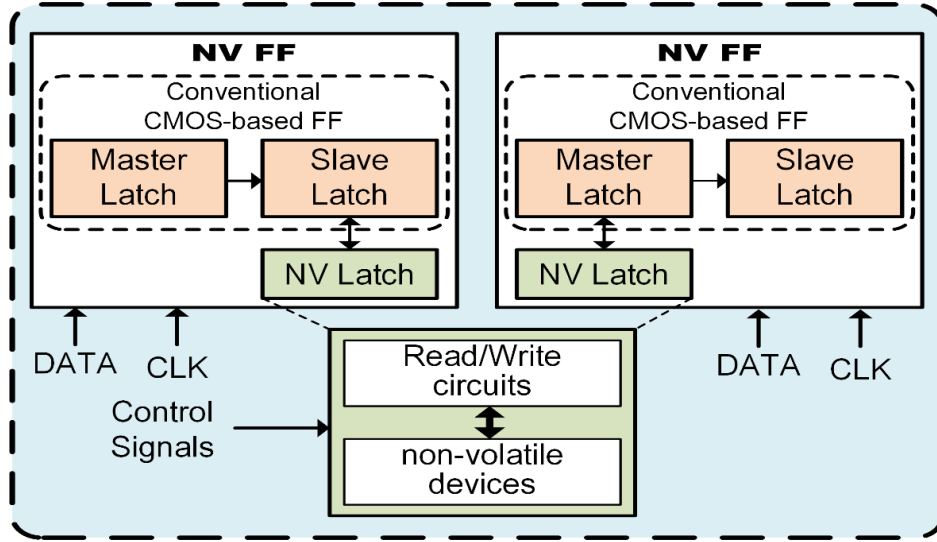 NV FF
Conventional
CMOS-based FF
Master
Latch
Slave
Latch
NV Latch
DATA
CLK
NV FF
Conventional
CMOS-based FF
Master
Latch
Slave
Latch
NV Latch
DATA
CLK
Control
Signals
Read/Write
circuits
non-volatile
devices